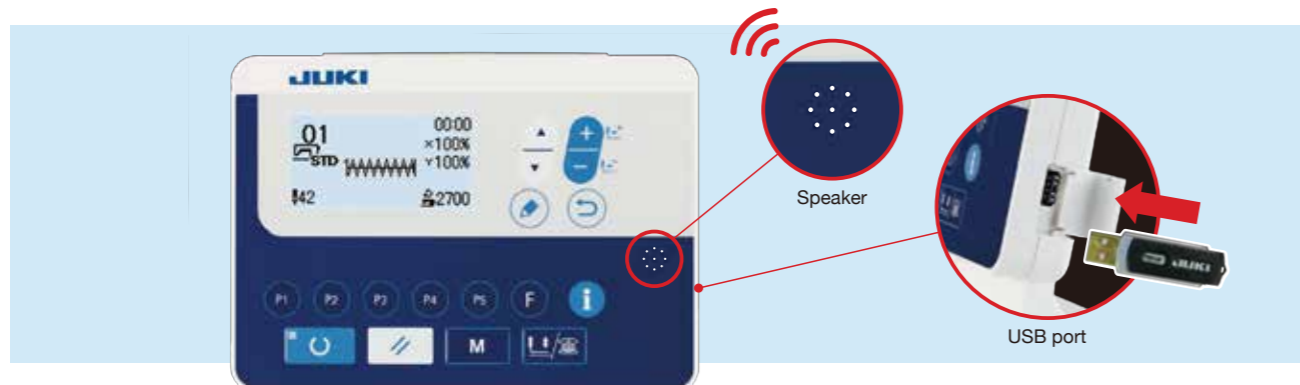 JUKI
01
00:00
×100%
STD
Y100%
42
2700
+
−
Speaker
P1 P2 P3 P4 P5 F i
M
JUKI
USB port